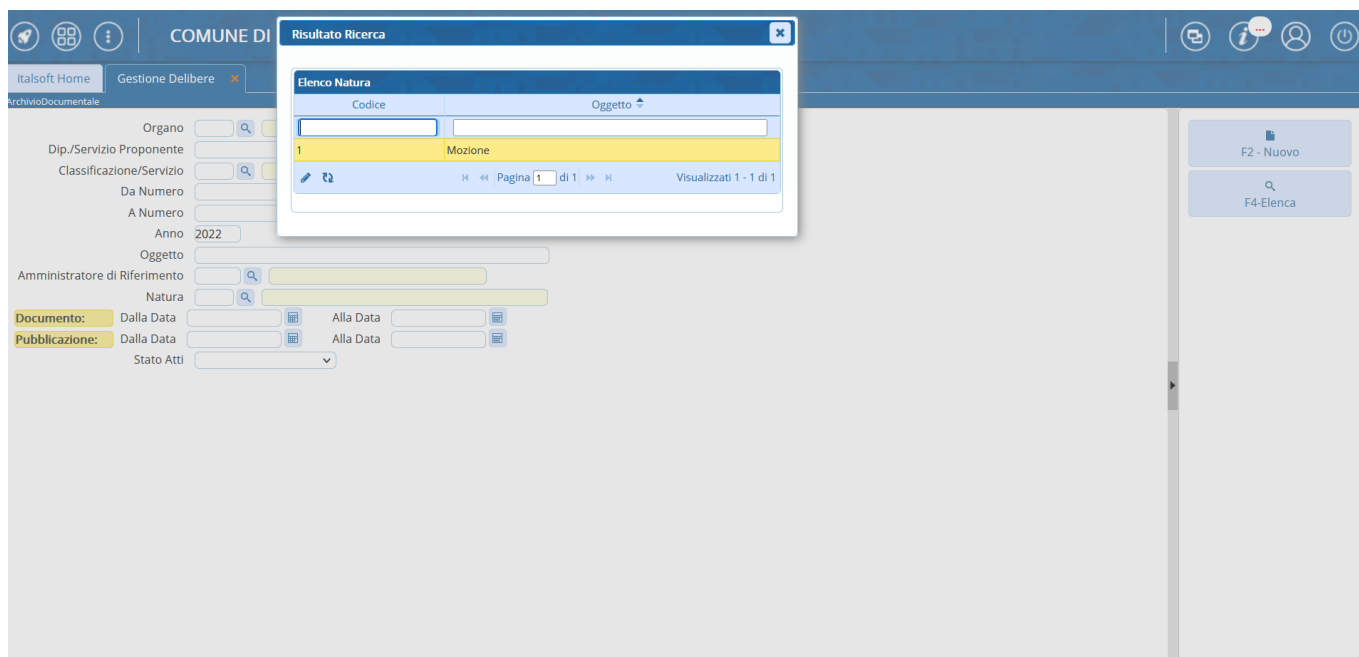 COMUNE DI
Risultato Ricerca
...
italsoft Home
Gestione Delibere
ArchivioDocumentale
Elenco Natura
Codice
Oggetto
1
Mozione
Pagina 1 di 1
Visualizzati 1 - 1 di 1
Organo
Dip./Servizio Proponente
Classificazione/Servizio
Da Numero
A Numero
Anno 2022
Oggetto
Amministratore di Riferimento
Natura
Documento: Dalla Data Alla Data
Pubblicazione: Dalla Data Alla Data
Stato Atti
F2 - Nuovo
F4-Elenca